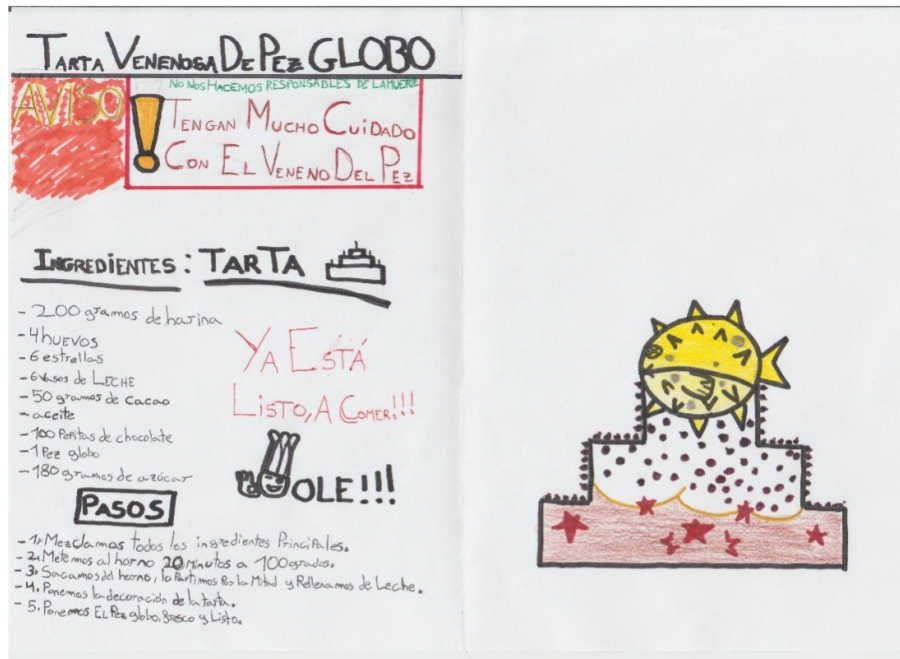 TARTA VENENOSA DE PEZ GLOBO
NO NOS HACEMOS RESPONSABLES DE LA MUERTE
AVISO
TENGAN MUCHO CUIDADO
CON EL VENENO DEL PEZ
INGREDIENTES: TARTA
- 200 gramos de harina
- 4 huevos
- 6 estrellas
- 6 vasos de LECHE
- 50 gramos de cacao
- aceite
- 100 Pepitas de chocolate
- 1 Pez globo
- 180 gramos de azúcar
YA ESTÁ
LISTO, A COMER!!!
OLE!!!
PASOS
- 1. Mezclamos todos los ingredientes Principales.
- 2. Metemos al horno 20 Minutos a 100 grados.
- 3. Sacamos del horno, lo Partimos Por la Mitad y Rellenamos de Leche.
- 4. Ponemos la decoración de la tarta.
- 5. Ponemos El Pez globo, fresco y Listo.